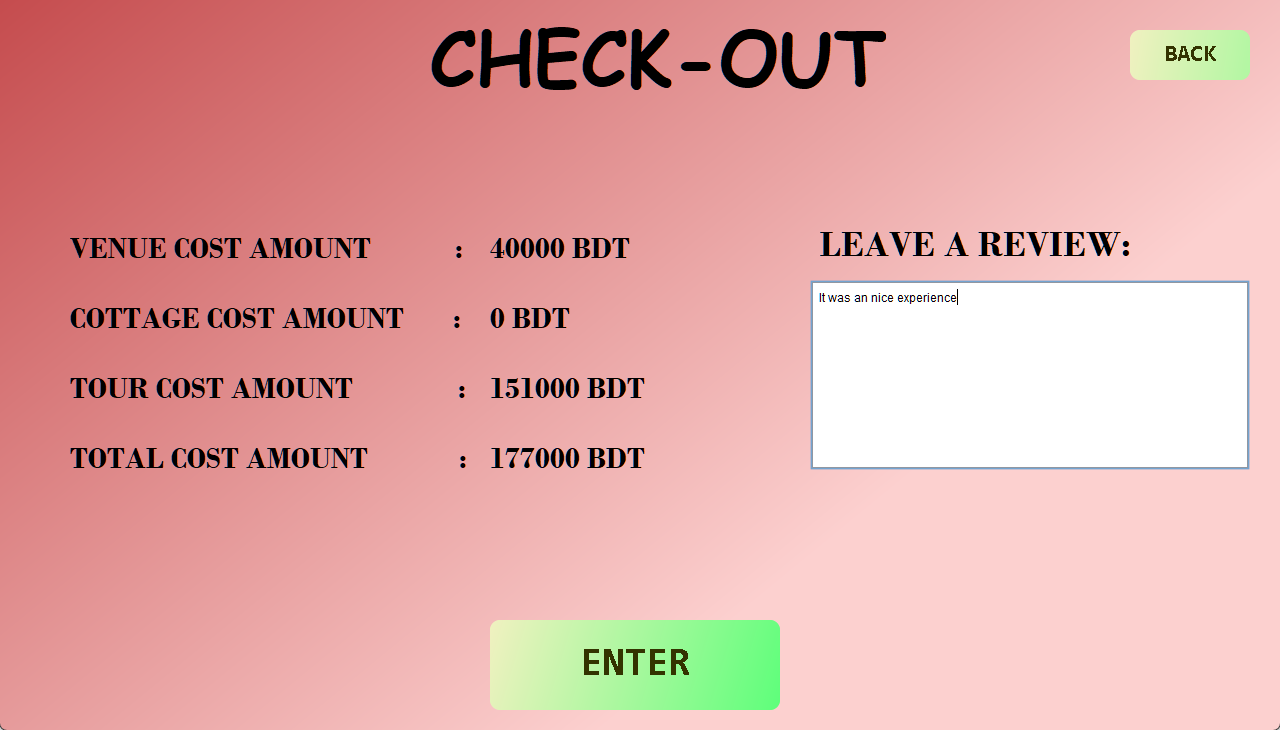 CHECK-OUT
BACK
VENUE COST AMOUNT : 40000 BDT
COTTAGE COST AMOUNT : 0 BDT
TOUR COST AMOUNT : 151000 BDT
TOTAL COST AMOUNT : 177000 BDT
LEAVE A REVIEW:
It was an nice experience
ENTER